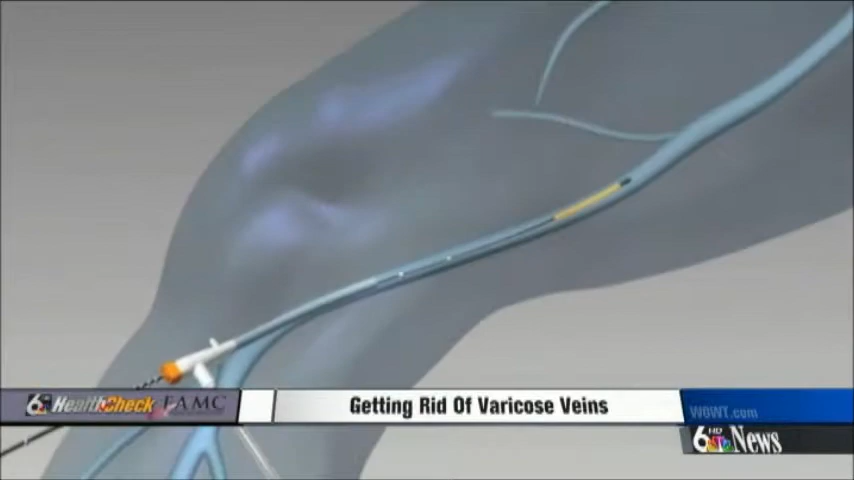 6 HealthCheck FAMC
Getting Rid Of Varicose Veins
WOWT.com
6 HD News